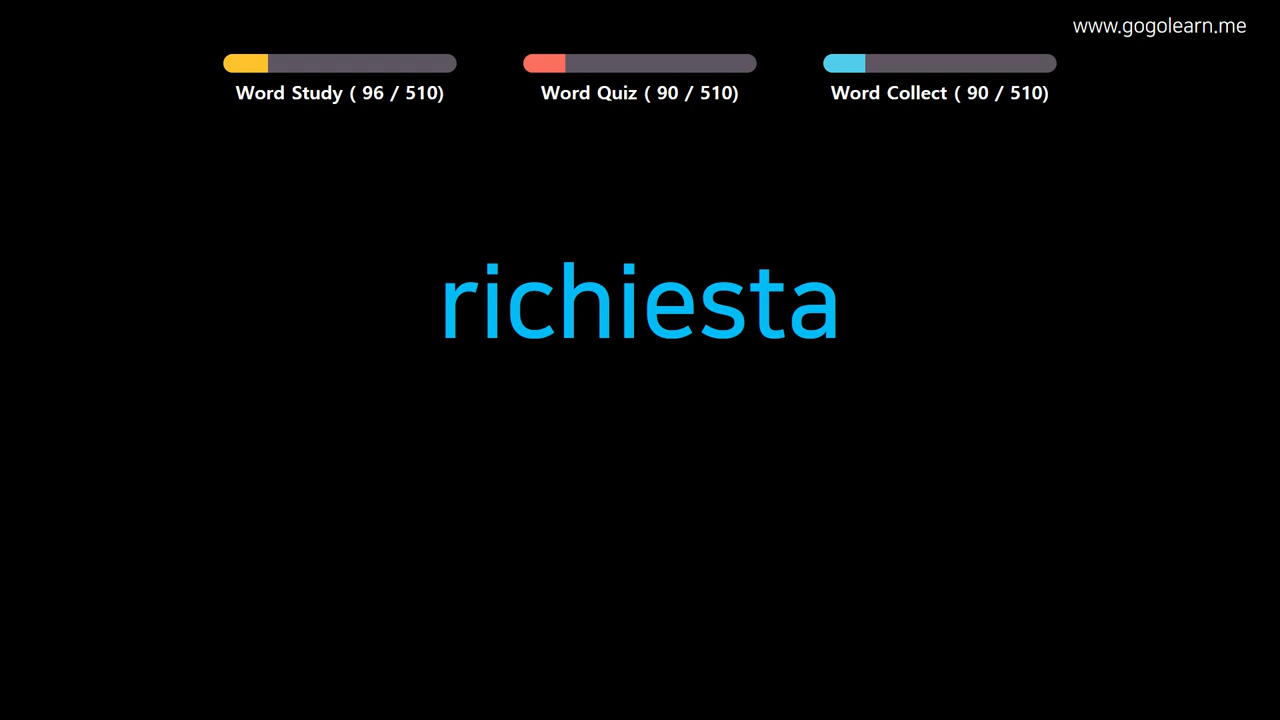 www.gogolearn.me
Word Study ( 96 / 510)
Word Quiz ( 90 / 510)
Word Collect ( 90 / 510)
richiesta